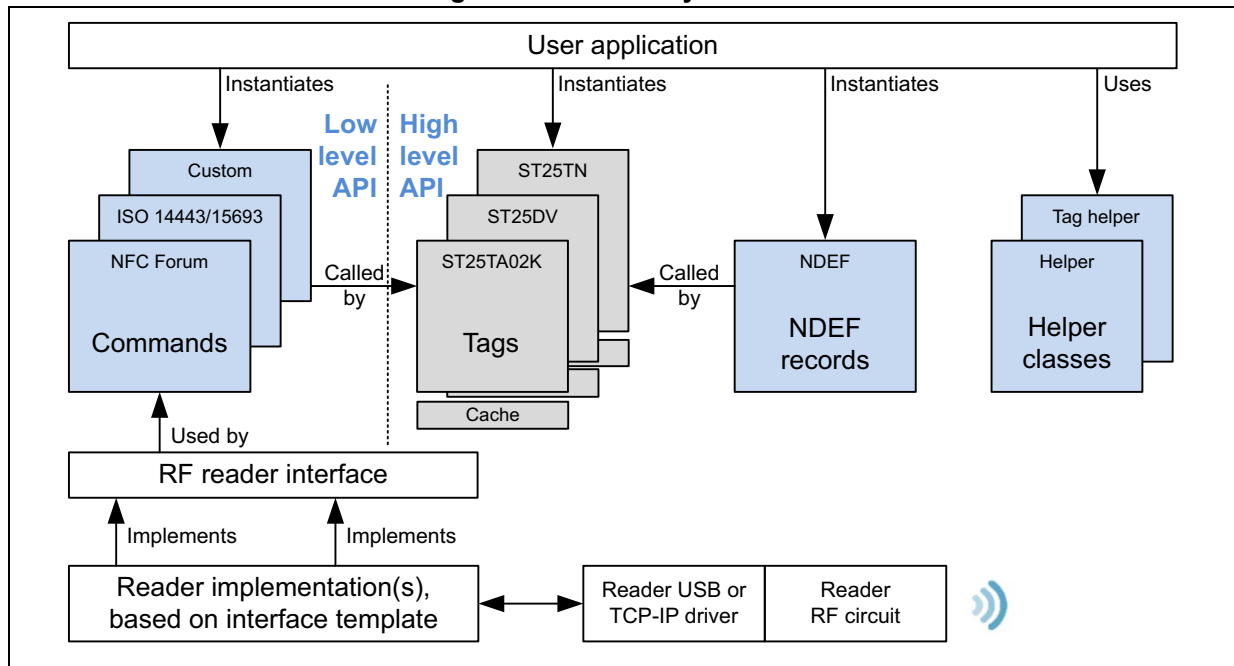 User application
Instantiates
Instantiates
Instantiates
Uses
Low
level
API
High
level
API
Custom
ISO 14443/15693
NFC Forum
Commands
Called
by
ST25TN
ST25DV
ST25TA02K
Tags
Cache
Called
by
NDEF
NDEF
records
Tag helper
Helper
Helper
classes
Used by
RF reader interface
Implements
Implements
Reader implementation(s),
based on interface template
Reader USB or
TCP-IP driver
Reader
RF circuit